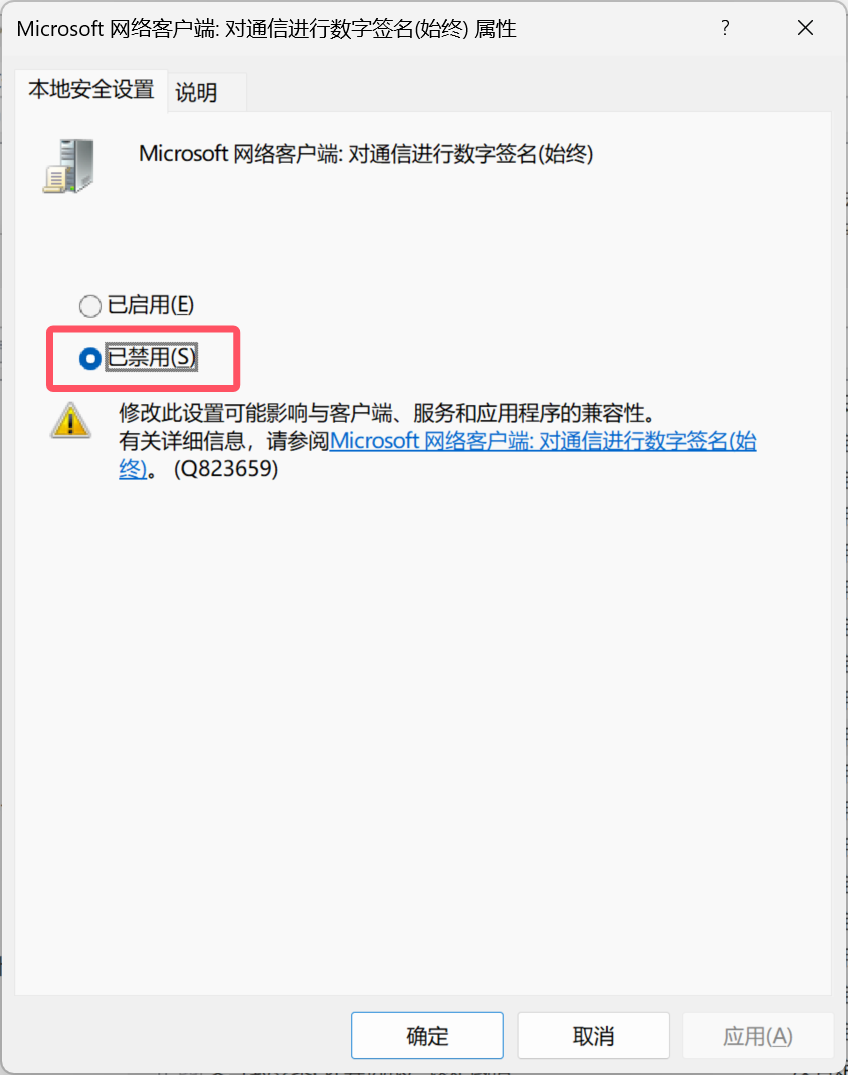 Microsoft 网络客户端: 对通信进行数字签名(始终) 属性
?
本地安全设置
说明
Microsoft 网络客户端: 对通信进行数字签名(始终)
已启用(E)
已禁用(S)
修改此设置可能影响与客户端、服务和应用程序的兼容性。
有关详细信息，请参阅Microsoft 网络客户端: 对通信进行数字签名(始
终)。 (Q823659)
确定
取消
应用(A)